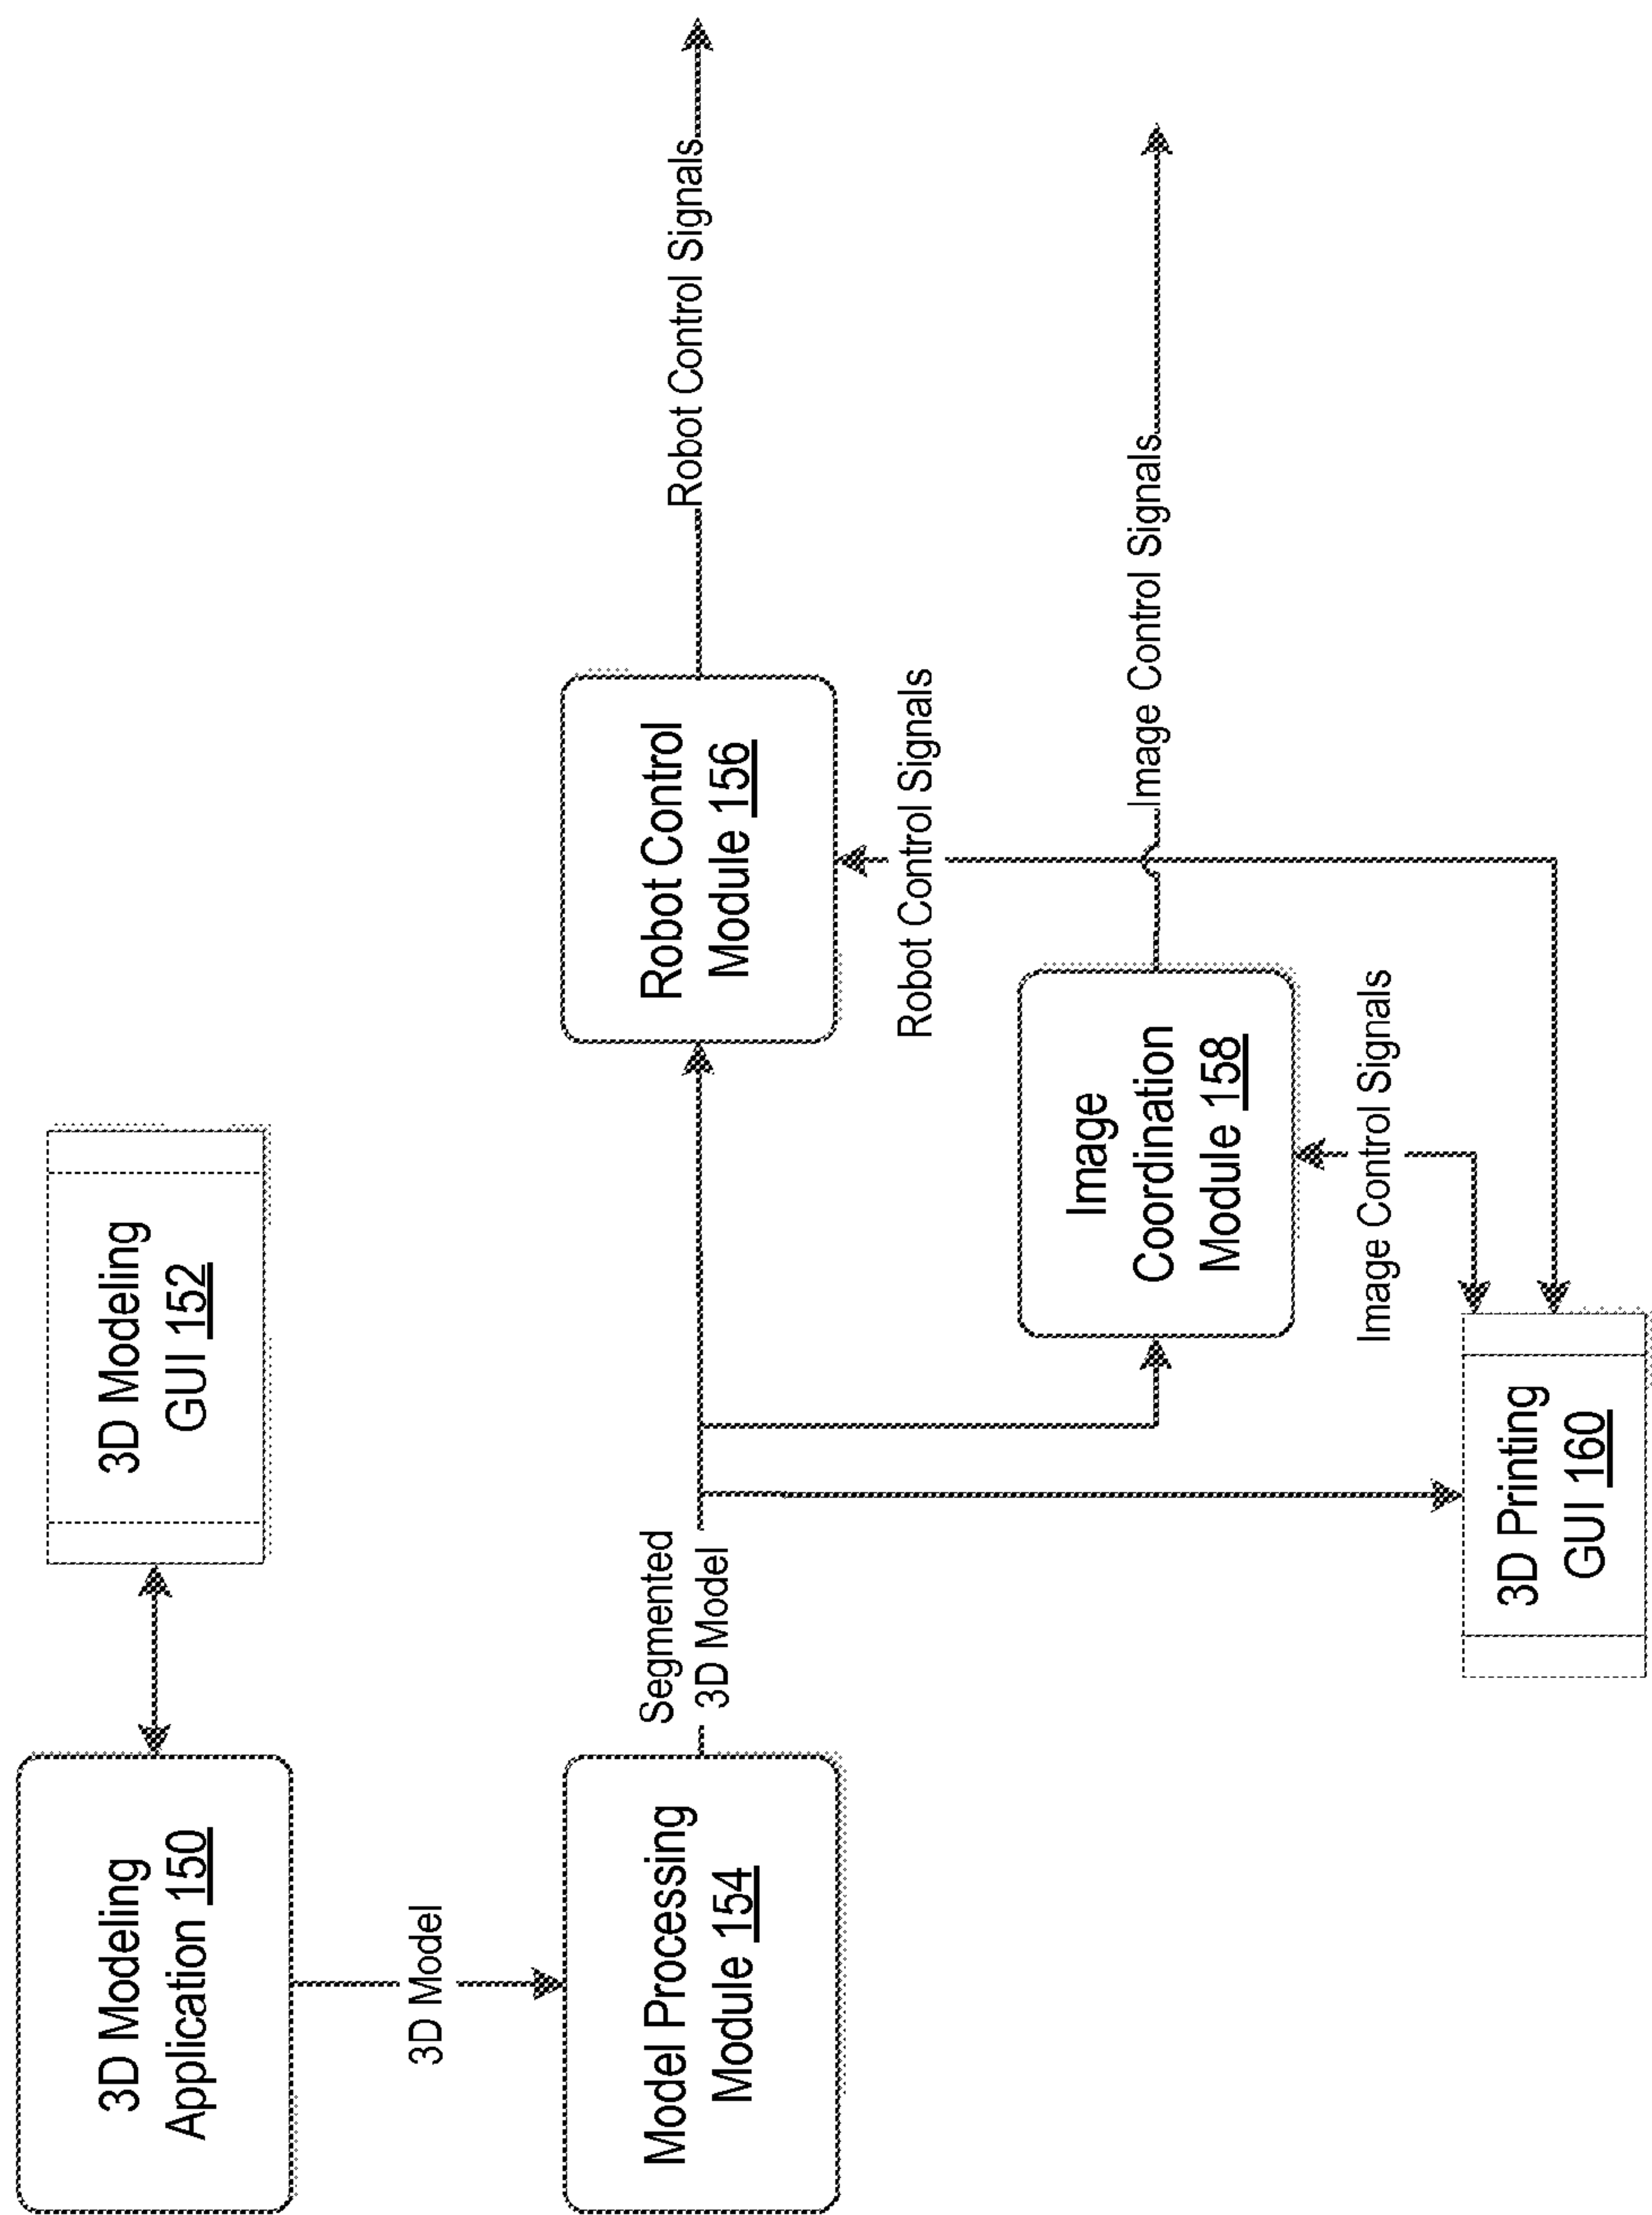 3D Modeling
Application 150
3D Modeling
GUI 152
3D Model
Model Processing
Module 154
Segmented
3D Model
Robot Control
Module 156
Robot Control Signals
Robot Control Signals
Image
Coordination
Module 158
Image Control Signals
Image Control Signals
3D Printing
GUI 160